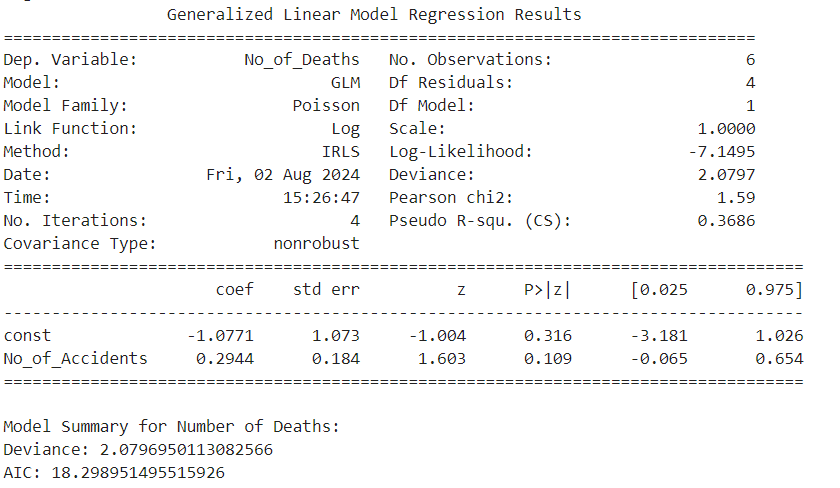 Generalized Linear Model Regression Results
==============================================================================
Dep. Variable: No_of_Deaths No. Observations: 6
Model: GLM Df Residuals: 4
Model Family: Poisson Df Model: 1
Link Function: Log Scale: 1.0000
Method: IRLS Log-Likelihood: -7.1495
Date: Fri, 02 Aug 2024 Deviance: 2.0797
Time: 15:26:47 Pearson chi2: 1.59
No. Iterations: 4 Pseudo R-squ. (CS): 0.3686
Covariance Type: nonrobust
===================================================================================
coef std err z P>|z| [0.025 0.975]
-----------------------------------------------------------------------------------
const -1.0771 1.073 -1.004 0.316 -3.181 1.026
No_of_Accidents 0.2944 0.184 1.603 0.109 -0.065 0.654
===================================================================================
Model Summary for Number of Deaths:
Deviance: 2.0796950113082566
AIC: 18.298951495515926